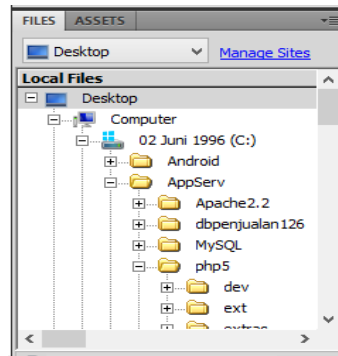 FILES ASSETS
Desktop Manage Sites
Local Files
Desktop
Computer
02 Juni 1996 (C:)
Android
AppServ
Apache2.2
dbpenjualan126
MySQL
php5
dev
ext